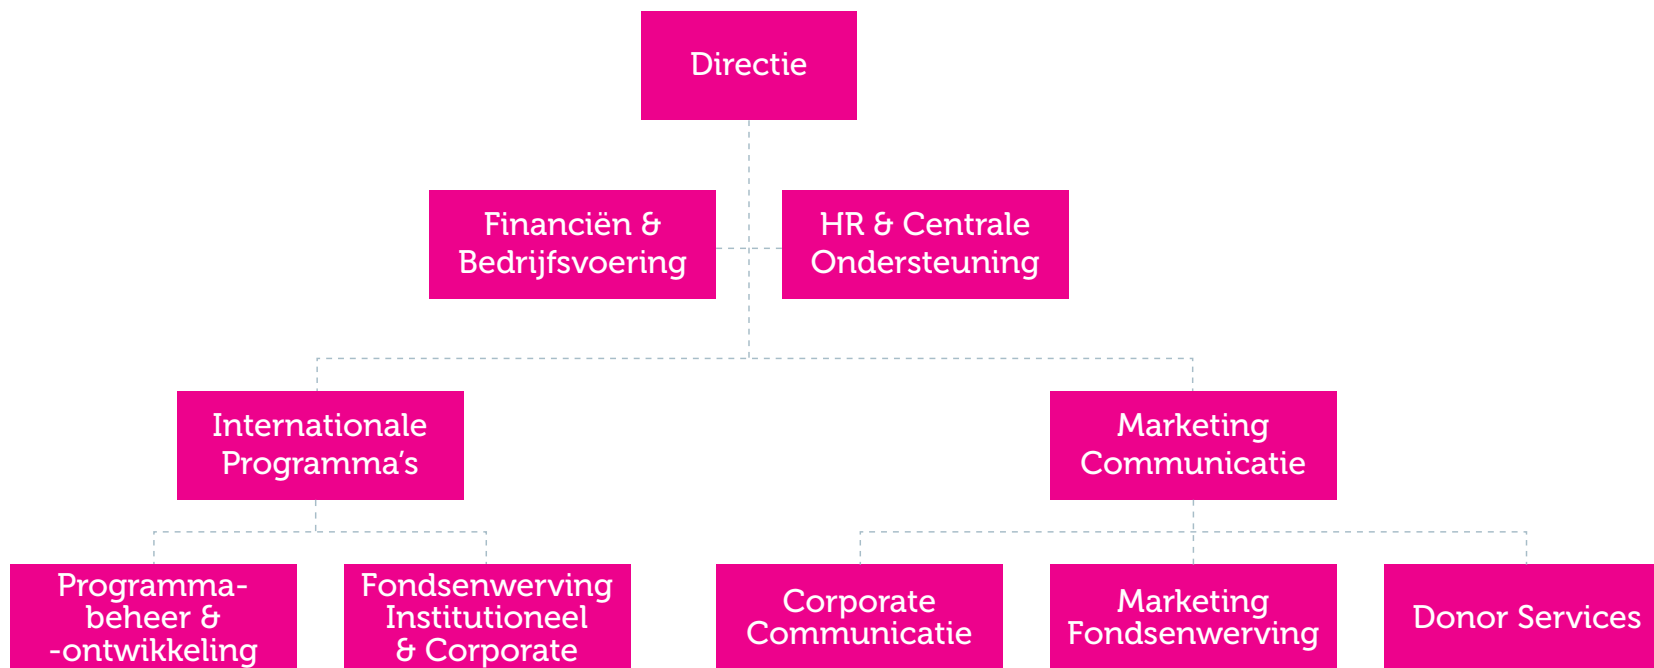 Directie
Financiën &
Bedrijfsvoering
HR & Centrale
Ondersteuning
Internationale
Programma's
Marketing
Communicatie
Programma-
beheer &
-ontwikkeling
Fondsenwerving
Institutioneel
& Corporate
Corporate
Communicatie
Marketing
Fondsenwerving
Donor Services